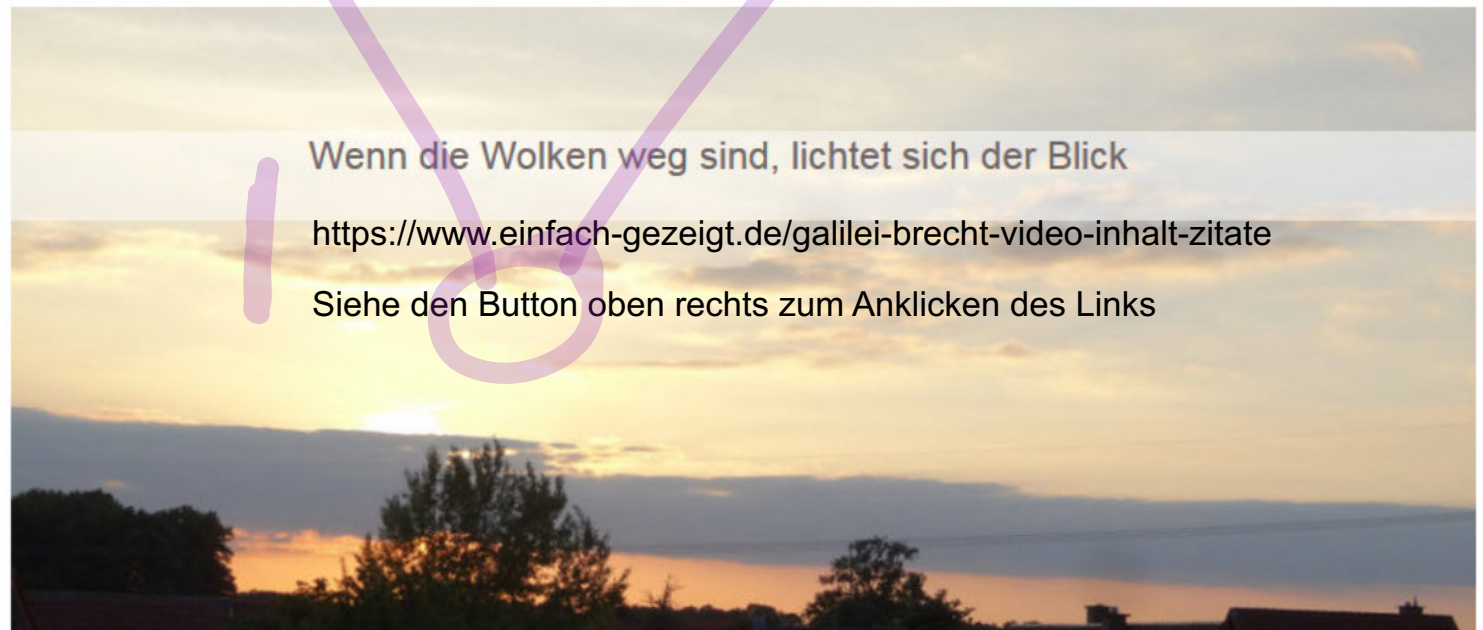 Wenn die Wolken weg sind, lichtet sich der Blick
https://www.einfach-gezeigt.de/galilei-brecht-video-inhalt-zitate
Siehe den Button oben rechts zum Anklicken des Links